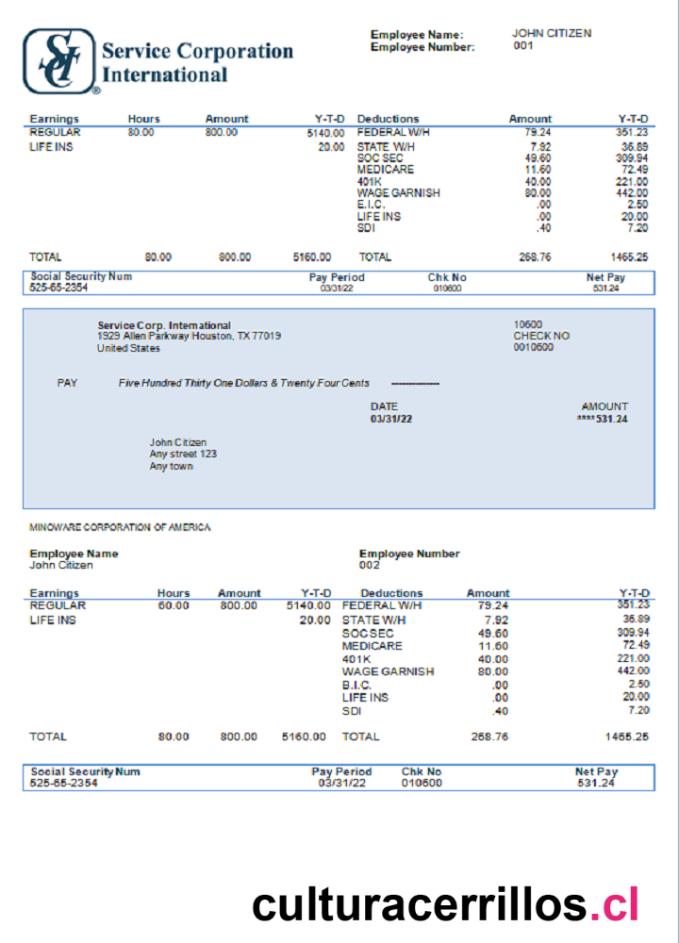 SCI
Service Corporation
International
®
Employee Name: JOHN CITIZEN
Employee Number: 001
Earnings Hours Amount Y-T-D Deductions Amount Y-T-D
REGULAR 80.00 800.00 5140.00 FEDERAL W/H 79.24 351.23
LIFE INS 20.00 STATE W/H 7.92 36.89
SOC SEC 49.60 309.94
MEDICARE 11.60 72.49
401K 40.00 221.00
WAGE GARNISH 80.00 442.00
E.I.C. .00 2.50
LIFE INS .00 20.00
SDI .40 7.20
TOTAL 80.00 800.00 5160.00 TOTAL 268.76 1465.25
Social Security Num Pay Period Chk No Net Pay
525-65-2354 03/31/22 010600 531.24
Service Corp. International 10600
1929 Allen Parkway Houston, TX 77019 CHECK NO
United States 0010600
PAY Five Hundred Thirty One Dollars & Twenty Four Cents ---------------
DATE AMOUNT
03/31/22 ****531.24
John Citizen
Any street 123
Any town
MINOWARE CORPORATION OF AMERICA
Employee Name Employee Number
John Citizen 002
Earnings Hours Amount Y-T-D Deductions Amount Y-T-D
REGULAR 60.00 800.00 5140.00 FEDERAL W/H 79.24 351.23
LIFE INS 20.00 STATE W/H 7.92 36.89
SOC SEC 49.60 309.94
MEDICARE 11.60 72.49
401K 40.00 221.00
WAGE GARNISH 80.00 442.00
B.I.C. .00 2.50
LIFE INS .00 20.00
SDI .40 7.20
TOTAL 80.00 800.00 5160.00 TOTAL 268.76 1465.25
Social Security Num Pay Period Chk No Net Pay
525-65-2354 03/31/22 010600 531.24
culturacerrillos.cl